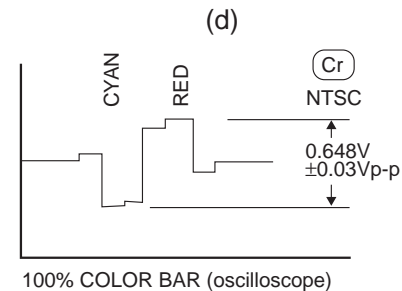 (d)
CYAN
RED
Cr
NTSC
0.648V
±0.03Vp-p
100% COLOR BAR (oscilloscope)